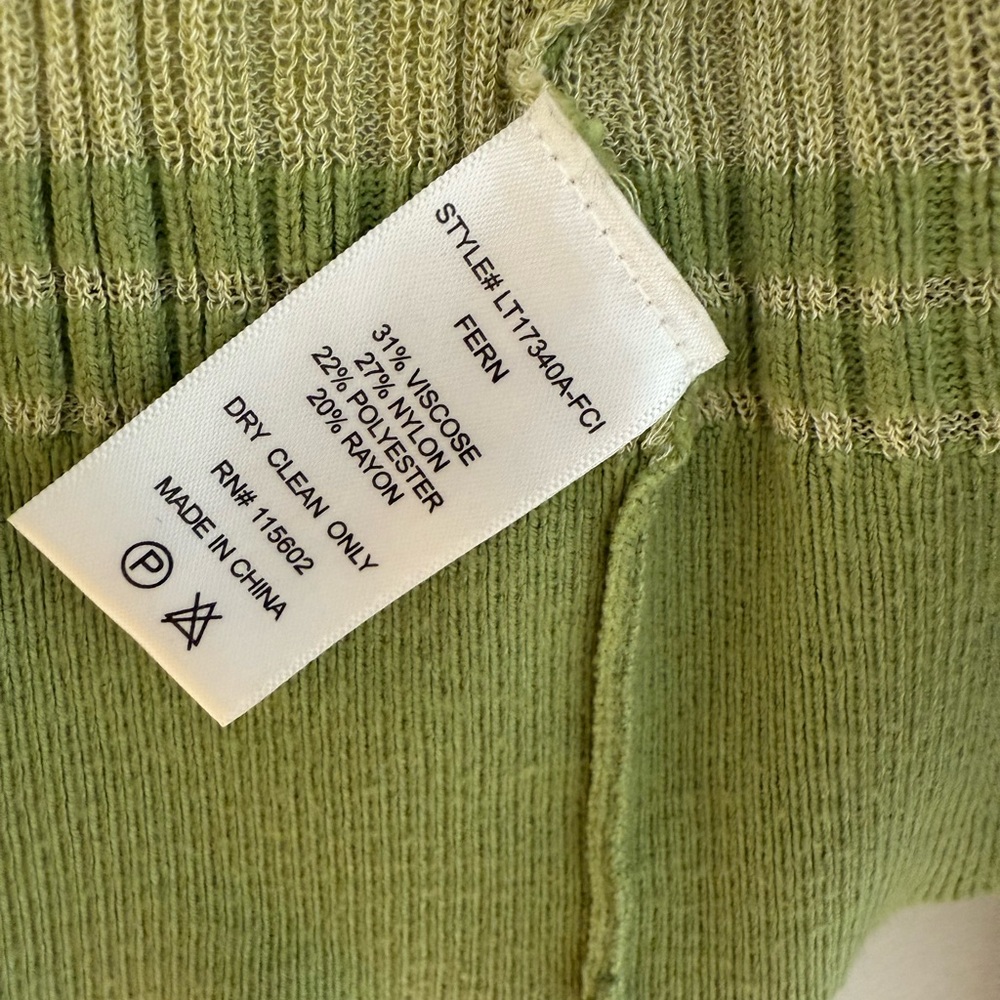 STYLE# LT17340A-FCI
FERN
31% VISCOSE
27% NYLON
22% POLYESTER
20% RAYON
DRY CLEAN ONLY
RN# 115602
MADE IN CHINA
P